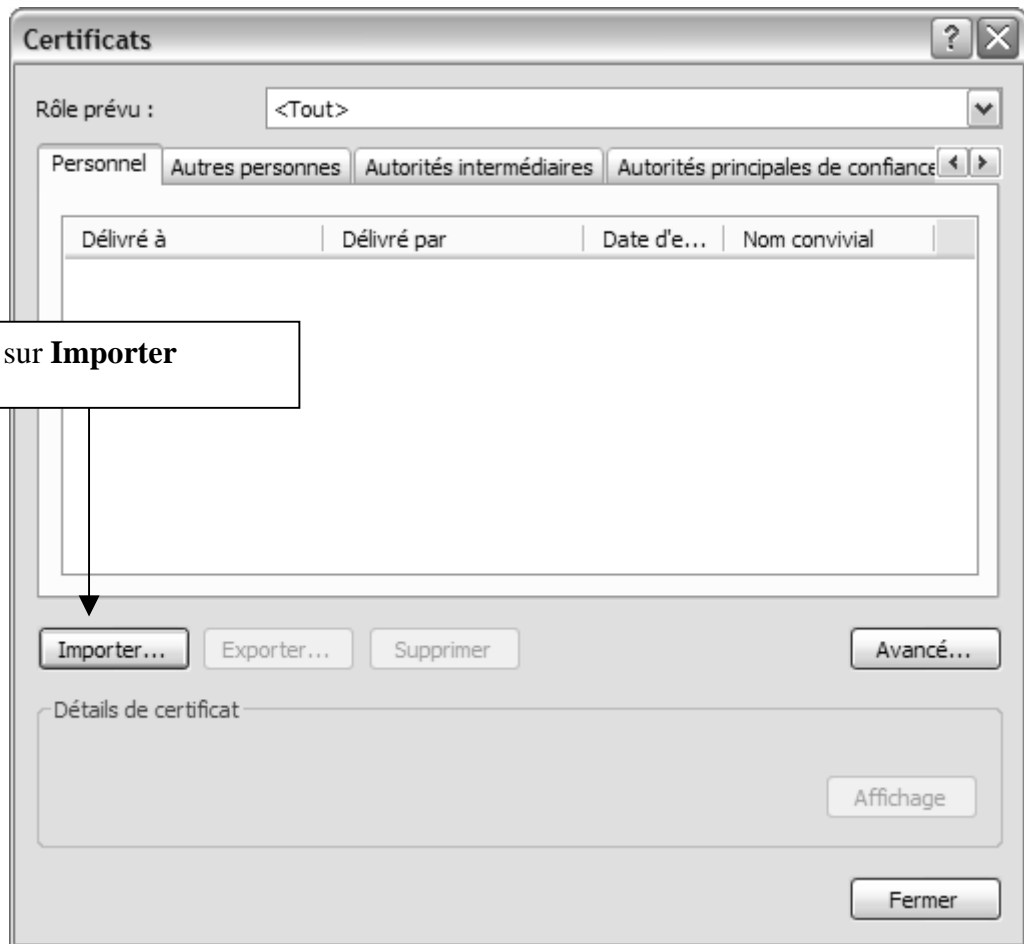 Certificats
Rôle prévu : <Tout>
Personnel Autres personnes Autorités intermédiaires Autorités principales de confiance
Délivré à Délivré par Date d'e... Nom convivial
sur Importer
Importer... Exporter... Supprimer Avancé...
Détails de certificat
Affichage
Fermer